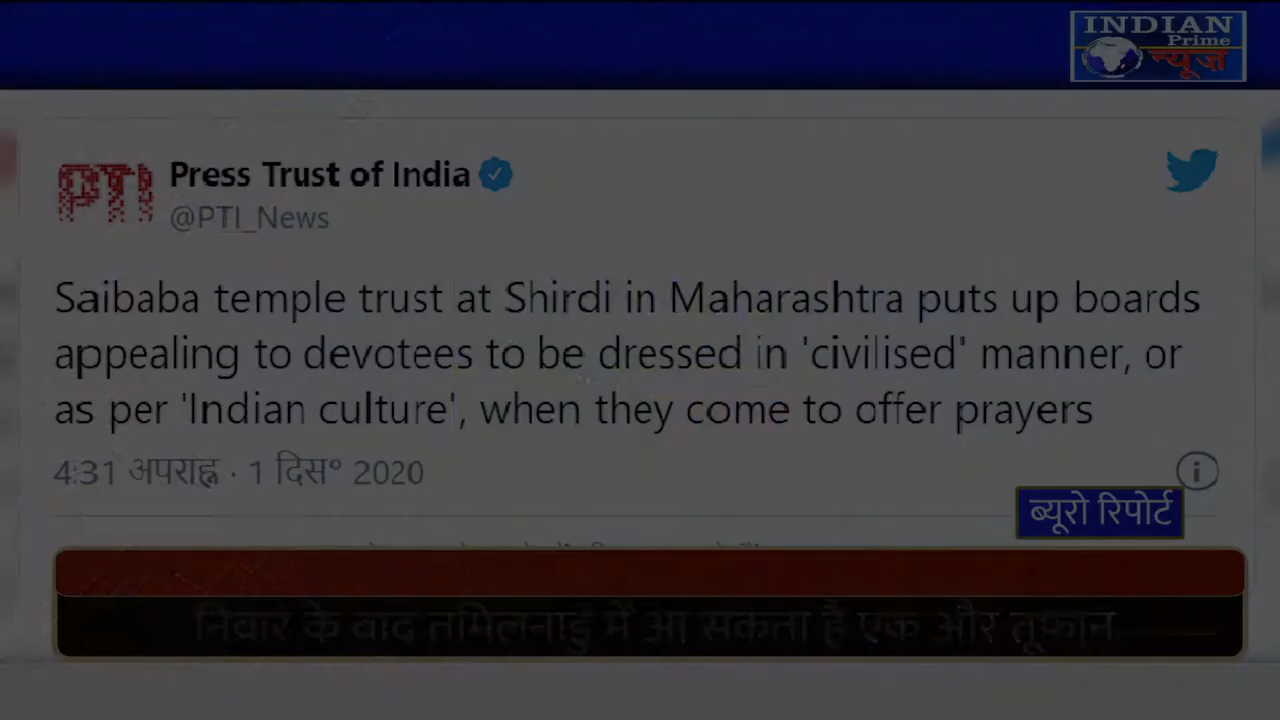 INDIAN
Prime
न्यूज़
PTI
Press Trust of India
@PTI_News
Saibaba temple trust at Shirdi in Maharashtra puts up boards
appealing to devotees to be dressed in 'civilised' manner, or
as per 'Indian culture', when they come to offer prayers
4:31 अपराह्न · 1 दिस॰ 2020
ब्यूरो रिपोर्ट
निवार के वाद तमिलनाडु में आ सकता है एक और तूफान